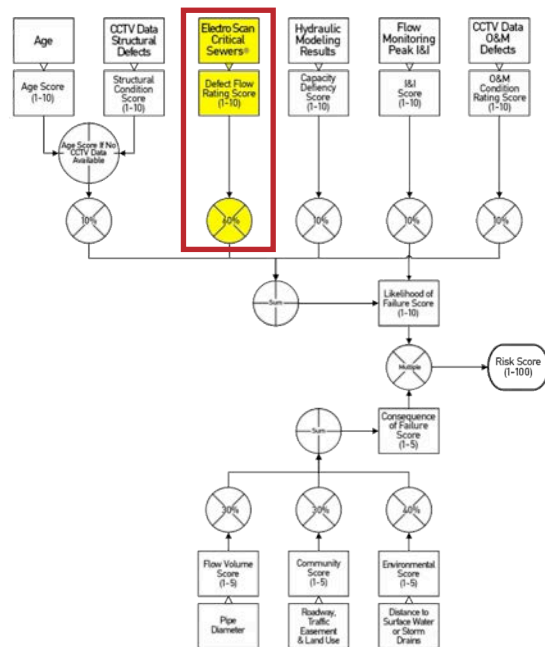 Age
CCTV Data
Structural
Defects
Electro Scan
Critical
Sewers®
Hydraulic
Modeling
Results
Flow
Monitoring
Peak I&I
CCTV Data
O&M
Defects
Age Score
(1-10)
Structural
Condition
Score
(1-10)
Defect Flow
Rating Score
(1-10)
Capacity
Defiency
Score
(1-10)
I&I
Score
(1-10)
O&M
Condition
Rating Score
(1-10)
Age Score If No
CCTV Data
Available
10%
60%
10%
10%
10%
Sum
Likelihood of
Failure Score
(1-10)
Multiple
Risk Score
(1-100)
Sum
Consequence
of Failure
Score
(1-5)
30%
30%
40%
Flow Volume
Score
(1-5)
Community
Score
(1-5)
Environmental
Score
(1-5)
Pipe
Diameter
Roadway,
Traffic
Easement
& Land Use
Distance to
Surface Water
or Storm
Drains